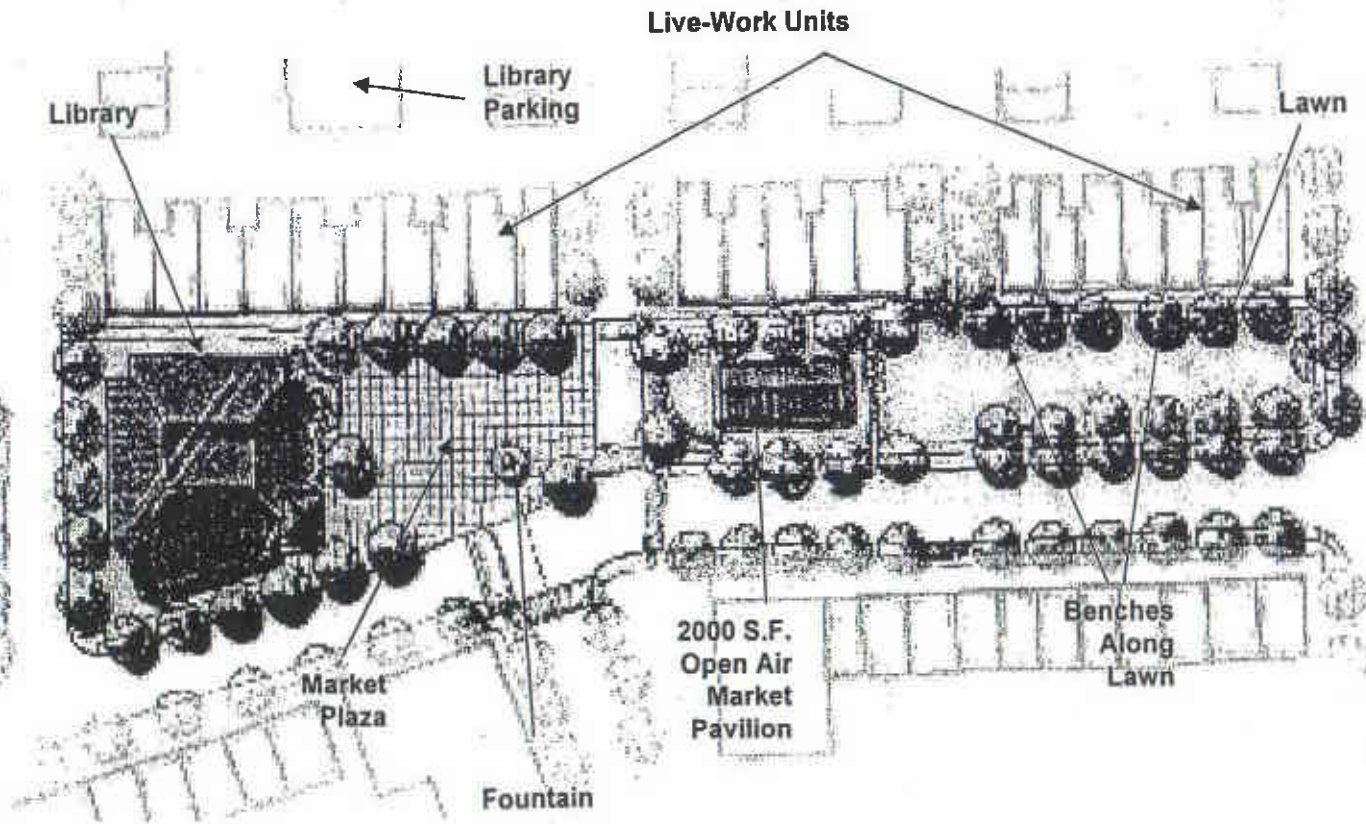 Live-Work Units
Library
Parking
Library
Lawn
2000 S.F.
Open Air
Market
Pavilion
Benches
Along
Lawn
Market
Plaza
Fountain